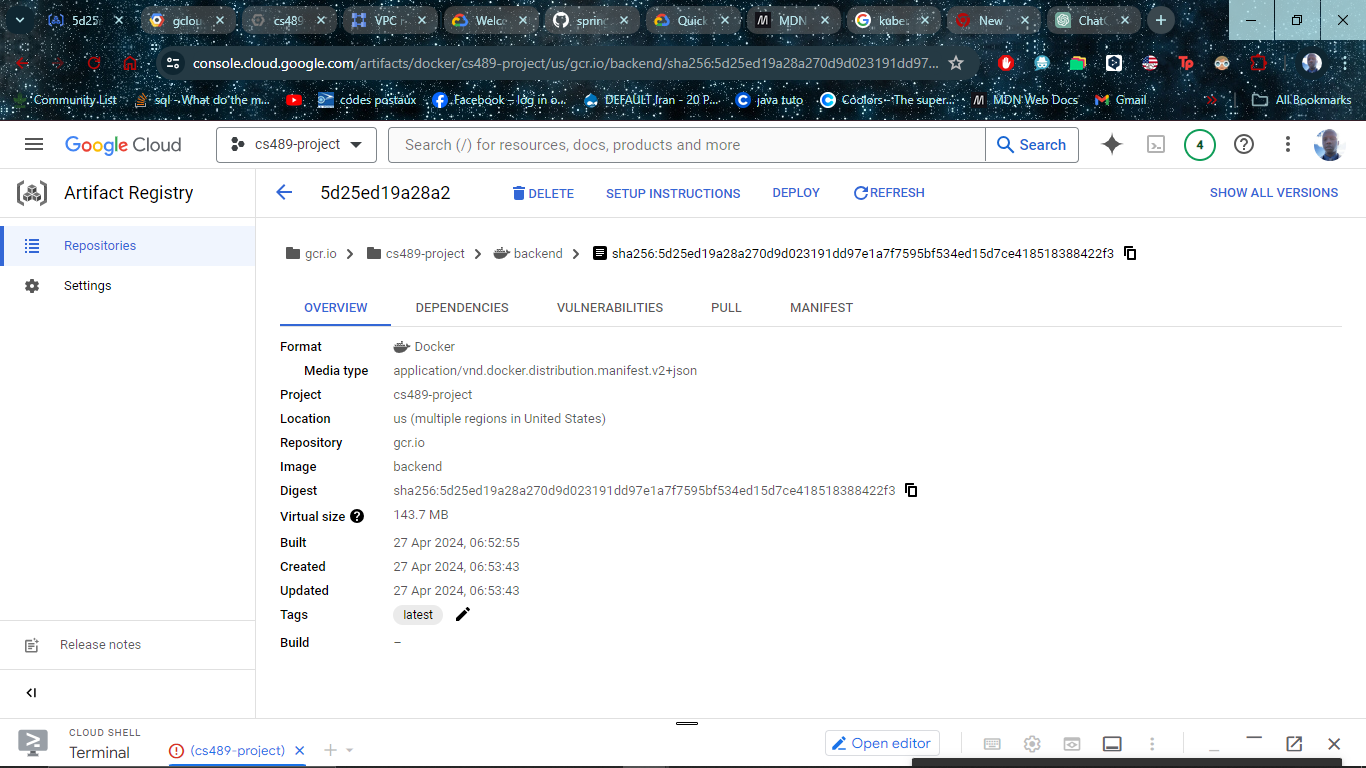 5d25
gclou
cs489
VPC n
Welco
spring
Quick
MDN
kube
New
ChatG
console.cloud.google.com/artifacts/docker/cs489-project/us/gcr.io/backend/sha256:5d25ed19a28a270d9d023191dd97...
Community List
sql - What do the m...
codes postaux
Facebook – log in o...
DEFAULT Iran - 20 P...
java tuto
Coolors - The super...
MDN Web Docs
Gmail
All Bookmarks
Google Cloud
cs489-project
Search (/) for resources, docs, products and more
Search
4
Artifact Registry
5d25ed19a28a2
DELETE
SETUP INSTRUCTIONS
DEPLOY
REFRESH
SHOW ALL VERSIONS
Repositories
Settings
gcr.io
cs489-project
backend
sha256:5d25ed19a28a270d9d023191dd97e1a7f7595bf534ed15d7ce418518388422f3
OVERVIEW
DEPENDENCIES
VULNERABILITIES
PULL
MANIFEST
Format Docker
Media type application/vnd.docker.distribution.manifest.v2+json
Project cs489-project
Location us (multiple regions in United States)
Repository gcr.io
Image backend
Digest sha256:5d25ed19a28a270d9d023191dd97e1a7f7595bf534ed15d7ce418518388422f3
Virtual size 143.7 MB
Built 27 Apr 2024, 06:52:55
Created 27 Apr 2024, 06:53:43
Updated 27 Apr 2024, 06:53:43
Tags latest
Build –
Release notes
CLOUD SHELL
Terminal
(cs489-project)
Open editor